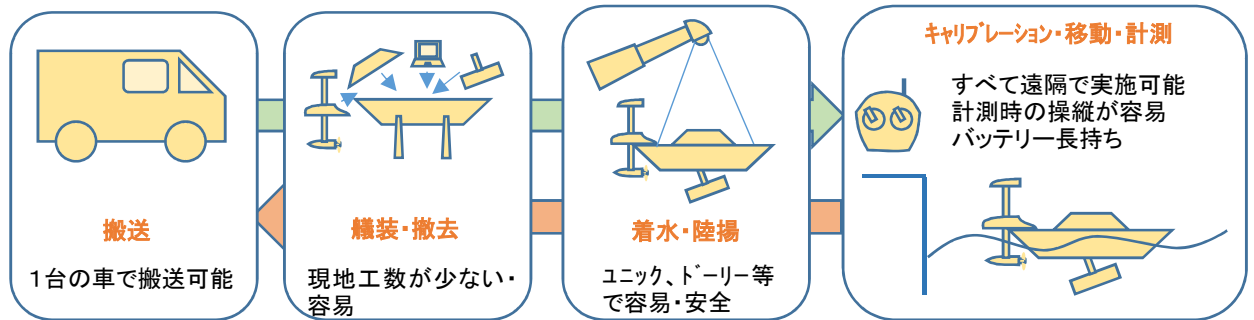 搬送
1台の車で搬送可能
艤装・撤去
現地工数が少ない・
容易
着水・陸揚
ユニック、ドーリー等
で容易・安全
キャリブレーション・移動・計測
すべて遠隔で実施可能
計測時の操縦が容易
バッテリー長持ち